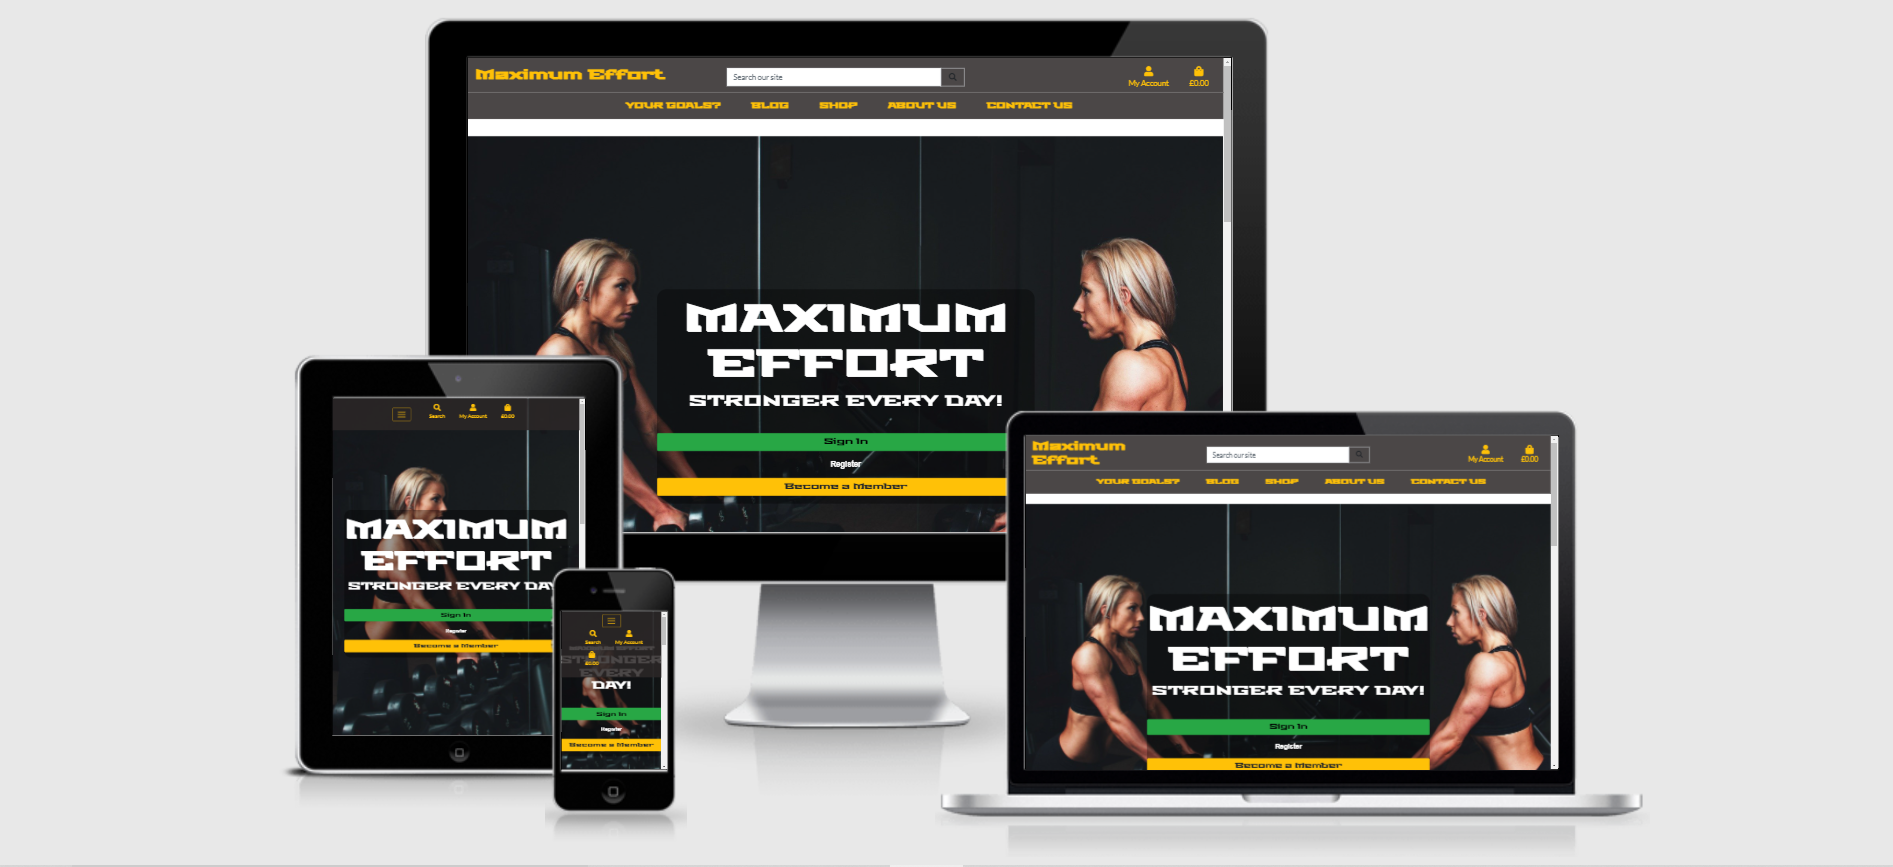 Maximum Effort
Search our site
My Account
£0.00
YOUR GOALS?
BLOG
SHOP
ABOUT US
CONTACT US
MAXIMUM
EFFORT
STRONGER EVERY DAY!
Sign In
Register
Become a Member
Search
My Account
£0.00
MAXIMUM
EFFORT
STRONGER EVERY DAY
Sign In
Register
Become a Member
Search
My Account
£0.00
MAXIMUM EFFORT
STRONGER
EVERY
DAY!
Sign In
Register
Become a Member
Maximum
Effort
Search our site
My Account
£0.00
YOUR GOALS?
BLOG
SHOP
ABOUT US
CONTACT US
MAXIMUM
EFFORT
STRONGER EVERY DAY!
Sign In
Register
Become a Member